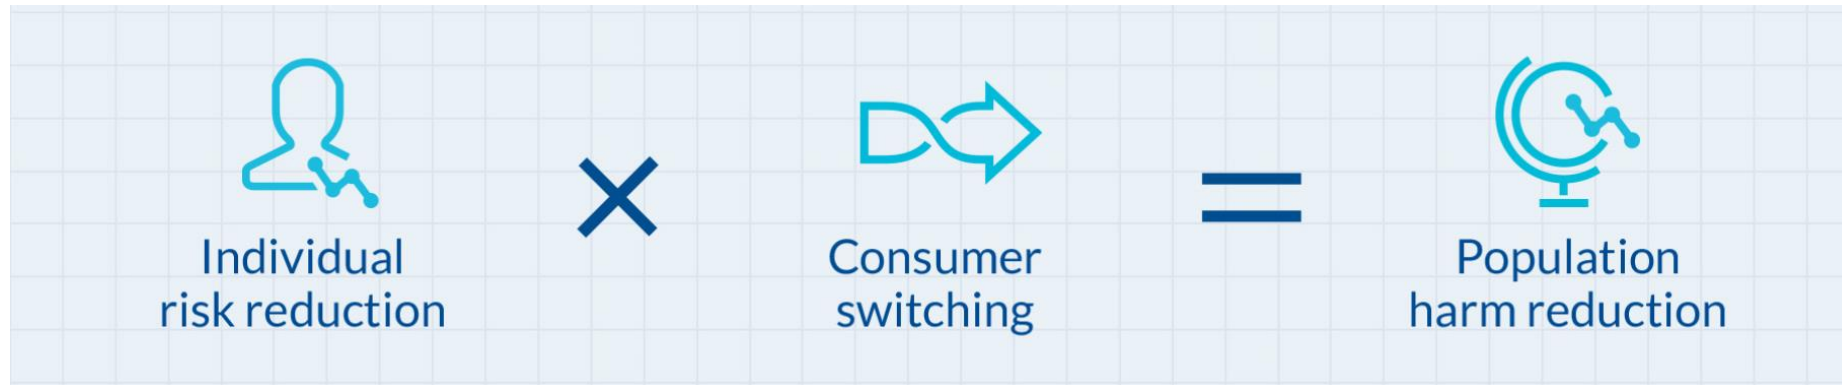 Individual
risk reduction
×
Consumer
switching
=
Population
harm reduction